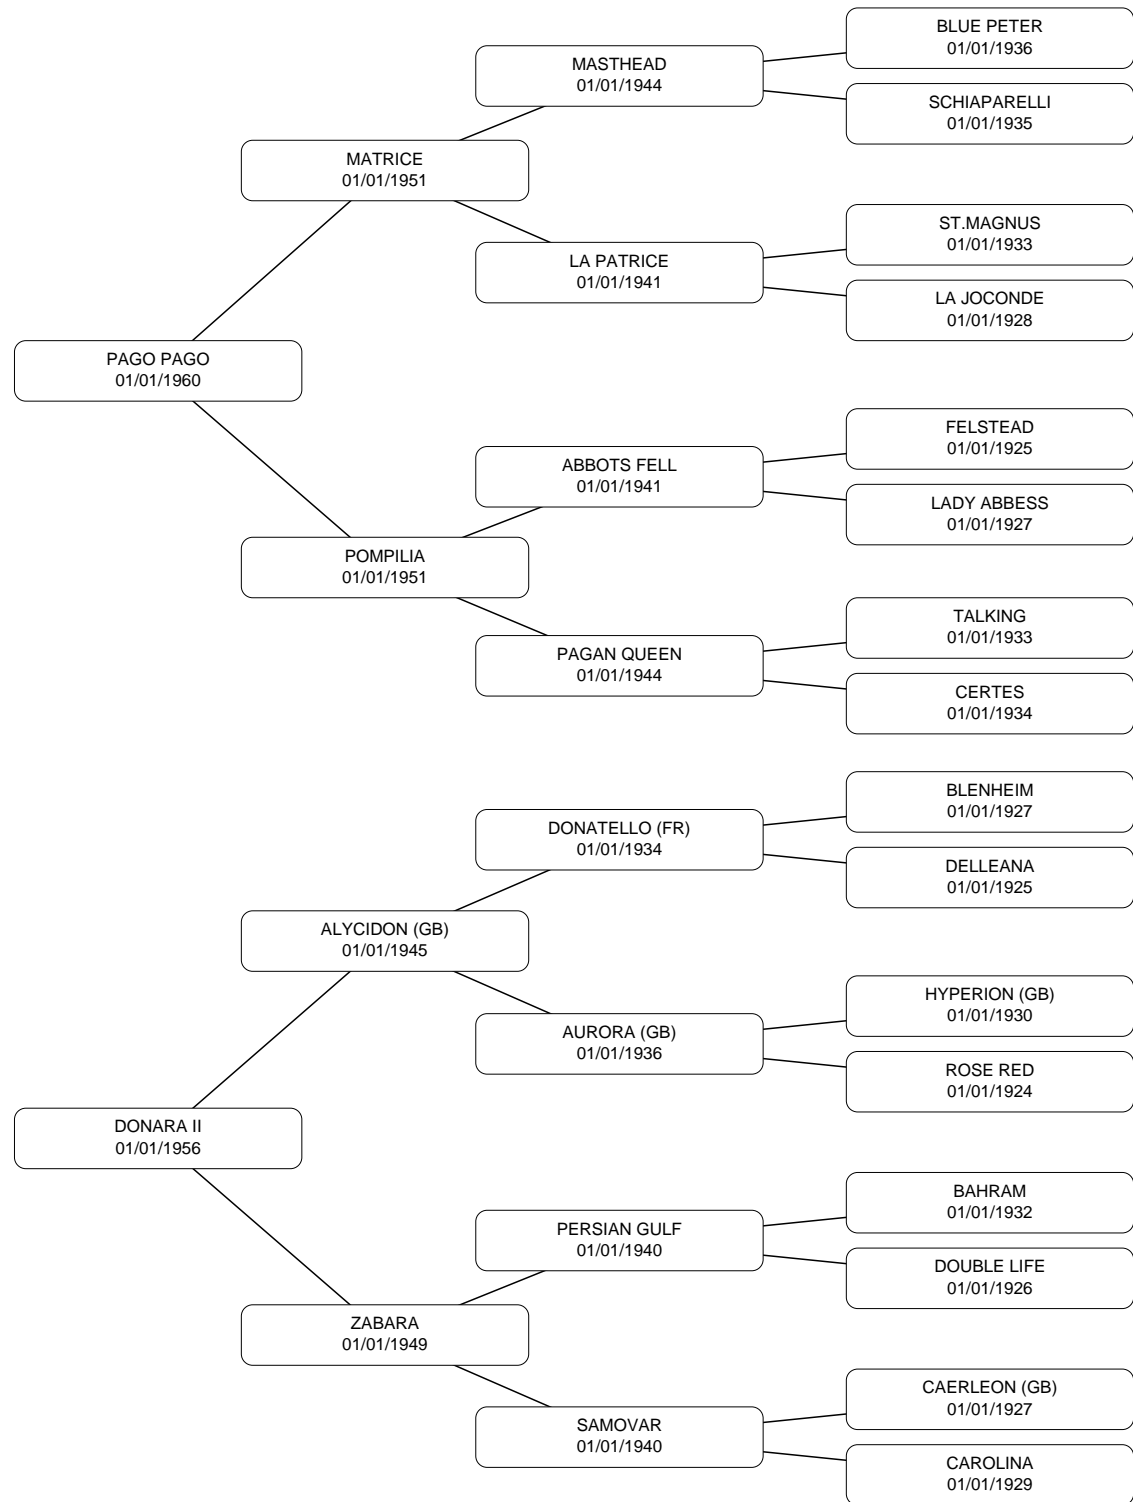 BLUE PETER
01/01/1936
MASTHEAD
01/01/1944
SCHIAPARELLI
01/01/1935
MATRICE
01/01/1951
ST.MAGNUS
01/01/1933
LA PATRICE
01/01/1941
LA JOCONDE
01/01/1928
PAGO PAGO
01/01/1960
FELSTEAD
01/01/1925
ABBOTS FELL
01/01/1941
LADY ABBESS
01/01/1927
POMPILIA
01/01/1951
TALKING
01/01/1933
PAGAN QUEEN
01/01/1944
CERTES
01/01/1934
BLENHEIM
01/01/1927
DONATELLO (FR)
01/01/1934
DELLEANA
01/01/1925
ALYCIDON (GB)
01/01/1945
HYPERION (GB)
01/01/1930
AURORA (GB)
01/01/1936
ROSE RED
01/01/1924
DONARA II
01/01/1956
BAHRAM
01/01/1932
PERSIAN GULF
01/01/1940
DOUBLE LIFE
01/01/1926
ZABARA
01/01/1949
CAERLEON (GB)
01/01/1927
SAMOVAR
01/01/1940
CAROLINA
01/01/1929